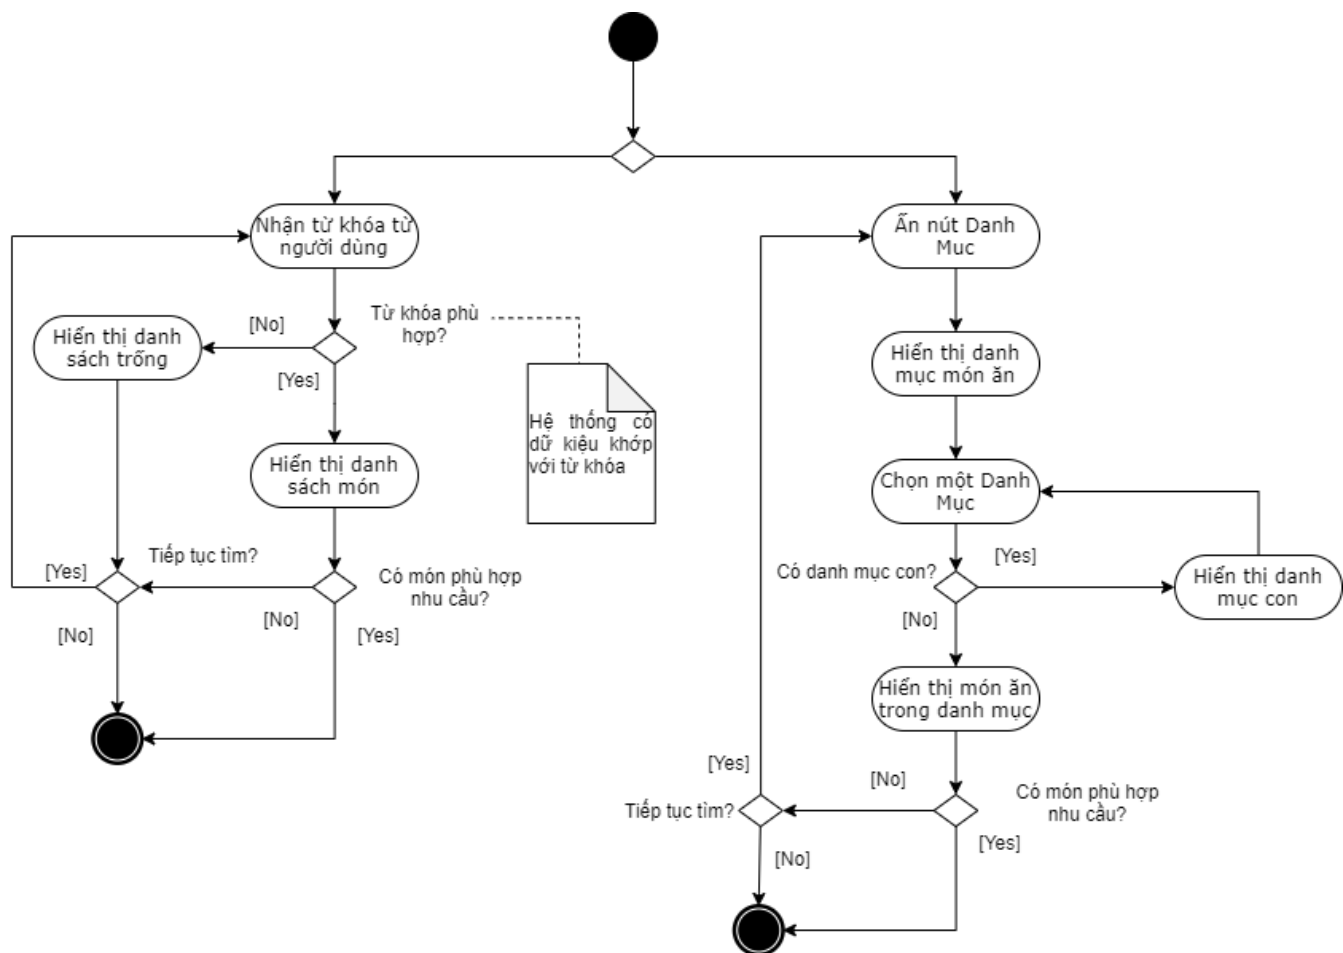 Nhận từ khóa từ
người dùng
Ấn nút Danh
Mục
[No]
Từ khóa phù
hợp?
Hiển thị danh
sách trống
[Yes]
Hiển thị danh
mục món ăn
Hệ thống có
dữ kiệu khớp
với từ khóa
Hiển thị danh
sách món
Chọn một Danh
Mục
Tiếp tục tìm?
[Yes]
Có món phù hợp
nhu cầu?
[No]
[No]
[Yes]
[Yes]
Có danh mục con?
Hiển thị danh
mục con
[No]
Hiển thị món ăn
trong danh mục
[Yes]
[No]
Có món phù hợp
nhu cầu?
Tiếp tục tìm?
[Yes]
[No]